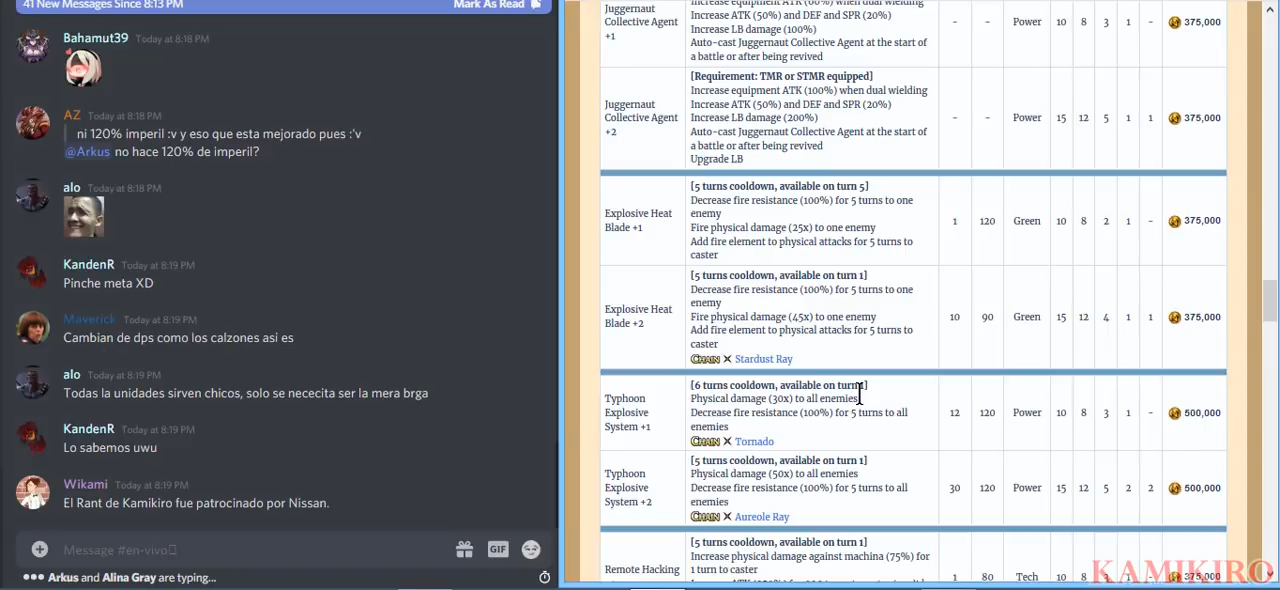 41 New Messages Since 8:13 PM
Mark As Read
Bahamut39 Today at 8:18 PM
AZ Today at 8:18 PM
ni 120% imperil :v y eso que esta mejorado pues :'v
@Arkus no hace 120% de imperil?
alo Today at 8:18 PM
KandenR Today at 8:19 PM
Pinche meta XD
Maverick Today at 8:19 PM
Cambian de dps como los calzones asi es
alo Today at 8:19 PM
Todas la unidades sirven chicos, solo se nececita ser la mera brga
KandenR Today at 8:19 PM
Lo sabemos uwu
Wikami Today at 8:19 PM
El Rant de Kamikiro fue patrocinado por Nissan.
Message #en-vivo
GIF
Arkus and Alina Gray are typing...
Juggernaut
Collective Agent
+1
Increase equipment ATK (60%) when dual wielding
Increase ATK (50%) and DEF and SPR (20%)
Increase LB damage (100%)
Auto-cast Juggernaut Collective Agent at the start of
a battle or after being revived
- - Power 10 8 3 1 - 375,000
Juggernaut
Collective Agent
+2
[Requirement: TMR or STMR equipped]
Increase equipment ATK (100%) when dual wielding
Increase ATK (50%) and DEF and SPR (20%)
Increase LB damage (200%)
Auto-cast Juggernaut Collective Agent at the start of
a battle or after being revived
Upgrade LB
- - Power 15 12 5 1 1 375,000
Explosive Heat
Blade +1
[5 turns cooldown, available on turn 5]
Decrease fire resistance (100%) for 5 turns to one
enemy
Fire physical damage (25x) to one enemy
Add fire element to physical attacks for 5 turns to
caster
1 120 Green 10 8 2 1 - 375,000
Explosive Heat
Blade +2
[5 turns cooldown, available on turn 1]
Decrease fire resistance (100%) for 5 turns to one
enemy
Fire physical damage (45x) to one enemy
Add fire element to physical attacks for 5 turns to
caster
CHAIN Stardust Ray
10 90 Green 15 12 4 1 1 375,000
Typhoon
Explosive
System +1
[6 turns cooldown, available on turn 1]
Physical damage (30x) to all enemies
Decrease fire resistance (100%) for 5 turns to all
enemies
CHAIN Tornado
12 120 Power 10 8 3 1 - 500,000
Typhoon
Explosive
System +2
[5 turns cooldown, available on turn 1]
Physical damage (50x) to all enemies
Decrease fire resistance (100%) for 5 turns to all
enemies
CHAIN Aureole Ray
30 120 Power 15 12 5 2 2 500,000
Remote Hacking
[5 turns cooldown, available on turn 1]
Increase physical damage against machina (75%) for
1 turn to caster
1 80 Tech 10 8 3 1 - 375,000
KAMIKIRO